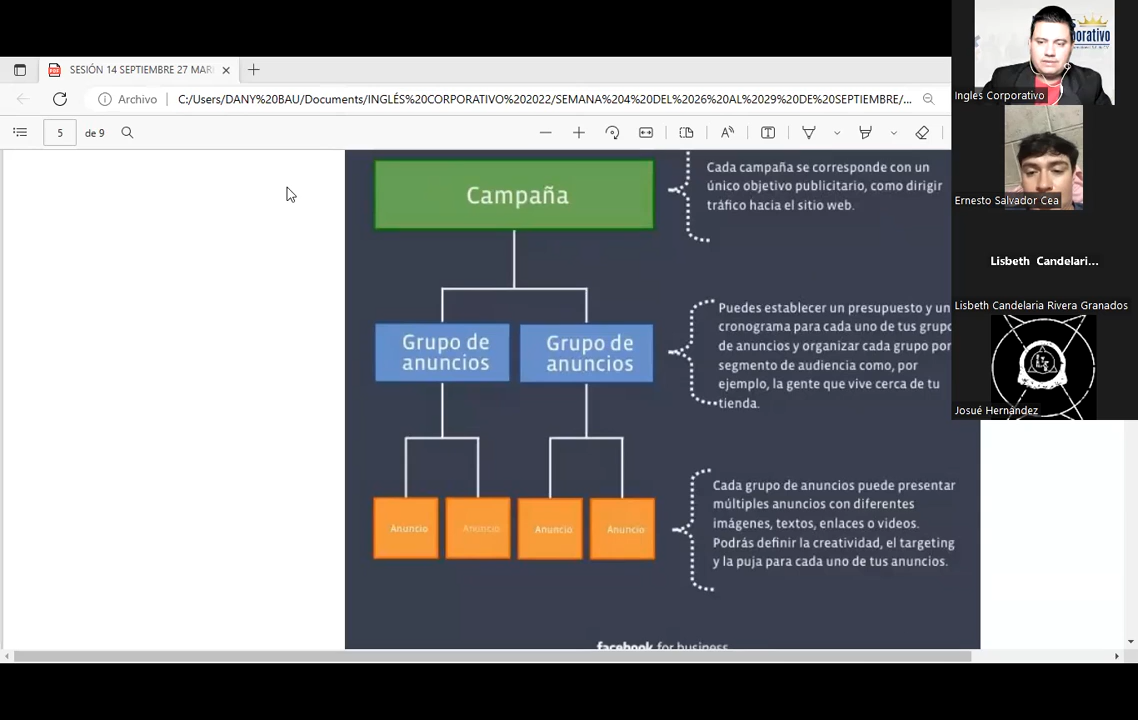 SESIÓN 14 SEPTIEMBRE 27 MAR
Archivo
C:/Users/DANY%20BAU/Documents/INGLÉS%20CORPORATIVO%202022/SEMANA%204%20DEL%2026%20AL%2029%20DE%20SEPTIEMBRE/...
5 de 9
Campaña
Cada campaña se corresponde con un
único objetivo publicitario, como dirigir
tráfico hacia el sitio web.
Grupo de
anuncios
Grupo de
anuncios
Puedes establecer un presupuesto y un
cronograma para cada uno de tus grupo
de anuncios y organizar cada grupo por
segmento de audiencia como, por
ejemplo, la gente que vive cerca de tu
tienda.
Anuncio
Anuncio
Anuncio
Anuncio
Cada grupo de anuncios puede presentar
múltiples anuncios con diferentes
imágenes, textos, enlaces o videos.
Podrás definir la creatividad, el targeting
y la puja para cada uno de tus anuncios.
facebook for business
orativo
Ingles Corporativo
Ernesto Salvador Cea
Lisbeth Candelari...
Lisbeth Candelaria Rivera Granados
Josué Hernández